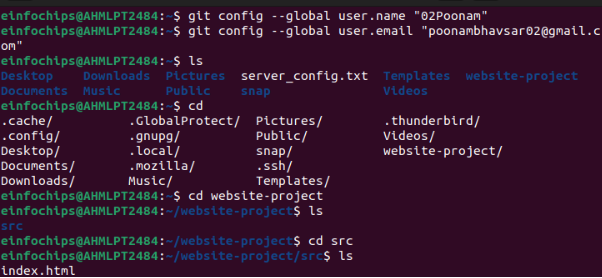 einfochips@AHMLPT2484:~$ git config --global user.name "02Poonam"
einfochips@AHMLPT2484:~$ git config --global user.email "poonambhavsar02@gmail.c
om"
einfochips@AHMLPT2484:~$ ls
Desktop    Downloads  Pictures  server_config.txt  Templates  website-project
Documents  Music      Public    snap               Videos
einfochips@AHMLPT2484:~$ cd
.cache/          .GlobalProtect/  Pictures/        .thunderbird/
.config/         .gnupg/          Public/          Videos/
Desktop/         .local/          snap/            website-project/
Documents/       .mozilla/        .ssh/
Downloads/       Music/           Templates/
einfochips@AHMLPT2484:~$ cd website-project
einfochips@AHMLPT2484:~/website-project$ ls
src
einfochips@AHMLPT2484:~/website-project$ cd src
einfochips@AHMLPT2484:~/website-project/src$ ls
index.html